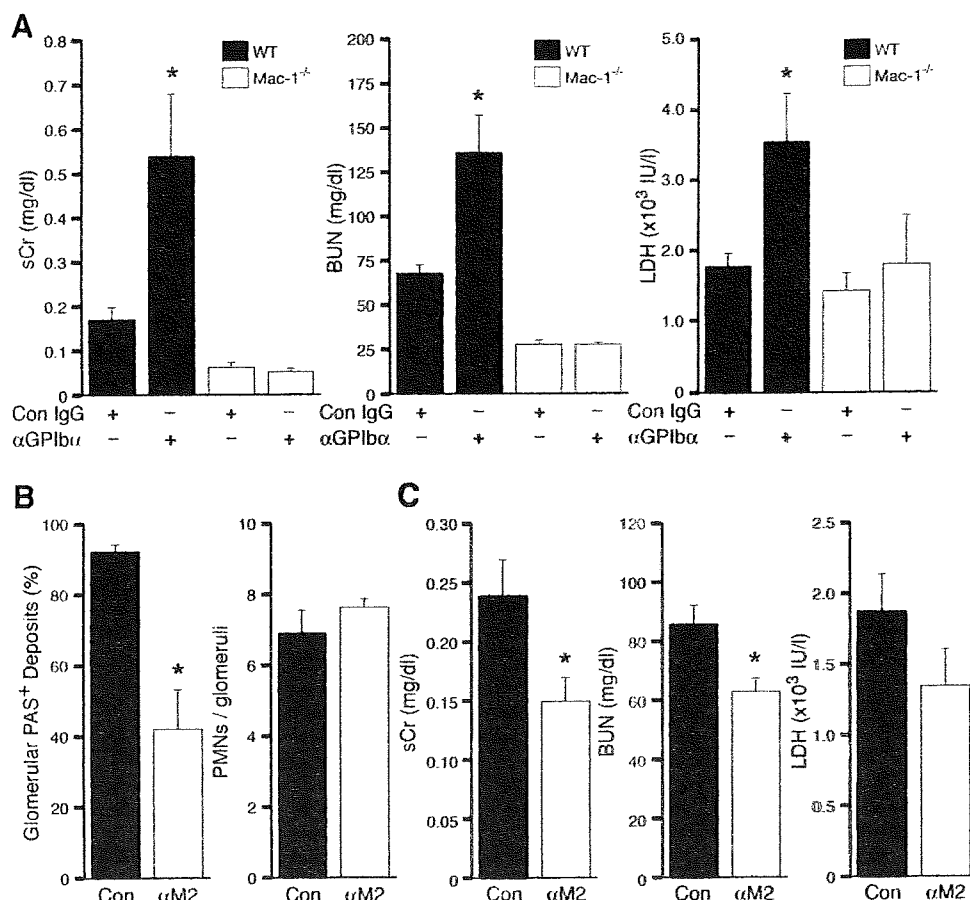 A
WT
Mac-1-/-
WT
Mac-1-/-
WT
Mac-1-/-
sCr (mg/dl)
0.8
0.7
0.6
0.5
0.4
0.3
0.2
0.1
0
*
BUN (mg/dl)
200
175
150
125
100
75
50
25
0
*
LDH (x10³ IU/l)
5.0
4.0
3.0
2.0
1.0
0
*
Con IgG + − + − + − + − + − + −
αGPIbα − + − + αGPIbα − + − + αGPIbα − + − +
B
Glomerular PAS+ Deposits (%)
100
80
60
40
20
0
*
Con αM2
PMNs / glomeruli
10
8
6
4
2
0
Con αM2
C
sCr (mg/dl)
0.30
0.25
0.20
0.15
0.10
0.05
0.00
*
Con αM2
BUN (mg/dl)
120
100
80
60
40
20
0
*
Con αM2
LDH (x10³ IU/l)
2.5
2.0
1.5
1.0
0.5
0
Con αM2